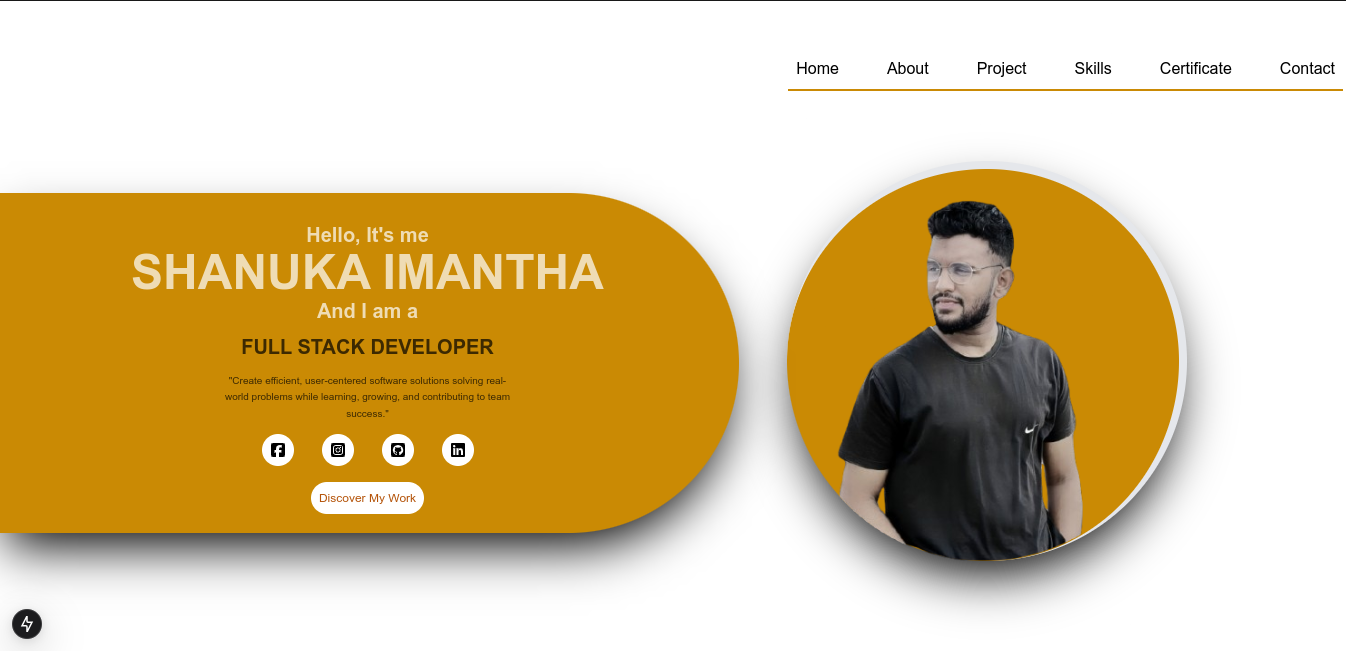 Home About Project Skills Certificate Contact
Hello, It's me
SHANUKA IMANTHA
And I am a
FULL STACK DEVELOPER
"Create efficient, user-centered software solutions solving real-
world problems while learning, growing, and contributing to team
success."
Discover My Work